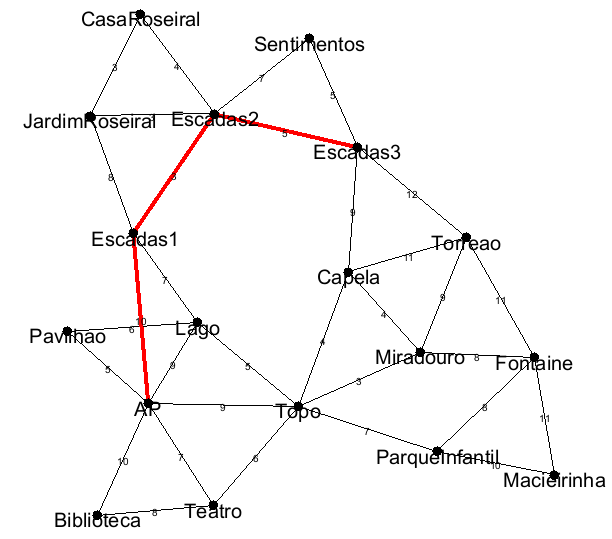 CasaRoseiral
Sentimentos
3
4
7
5
JardimRoseiral
Escadas2
5
Escadas3
8
12
9
Escadas1
Torreao
7
11
Capela
9
11
10
6
Lago
4
4
Pavilhao
5
9
5
Miradouro
8
Fontaine
3
AP
9
Topo
8
11
7
10
7
6
ParqueInfantil
10
Macieirinha
8
Biblioteca
Teatro